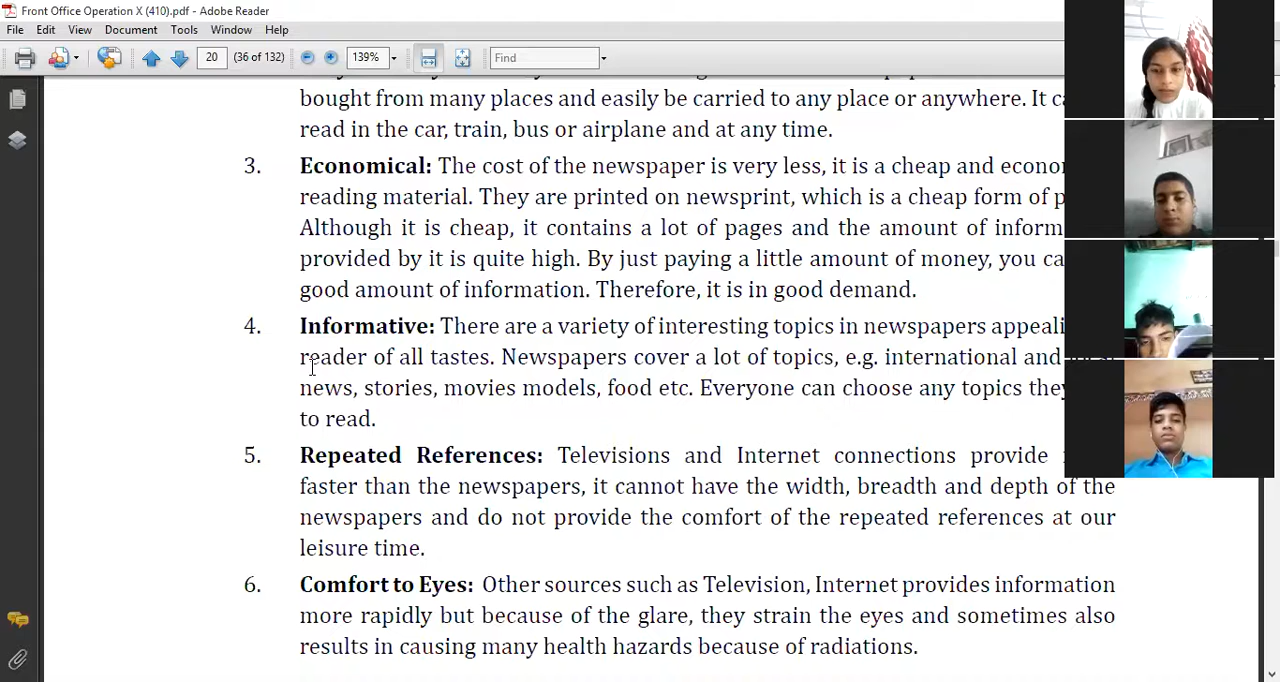 Front Office Operation X (410).pdf - Adobe Reader
File Edit View Document Tools Window Help
20 (36 of 132) 139% Find
bought from many places and easily be carried to any place or anywhere. It
read in the car, train, bus or airplane and at any time.
3. Economical: The cost of the newspaper is very less, it is a cheap and econo
reading material. They are printed on newsprint, which is a cheap form of p
Although it is cheap, it contains a lot of pages and the amount of inform
provided by it is quite high. By just paying a little amount of money, you ca
good amount of information. Therefore, it is in good demand.
4. Informative: There are a variety of interesting topics in newspapers appeali
reader of all tastes. Newspapers cover a lot of topics, e.g. international and
news, stories, movies models, food etc. Everyone can choose any topics they
to read.
5. Repeated References: Televisions and Internet connections provide
faster than the newspapers, it cannot have the width, breadth and depth of the
newspapers and do not provide the comfort of the repeated references at our
leisure time.
6. Comfort to Eyes: Other sources such as Television, Internet provides information
more rapidly but because of the glare, they strain the eyes and sometimes also
results in causing many health hazards because of radiations.